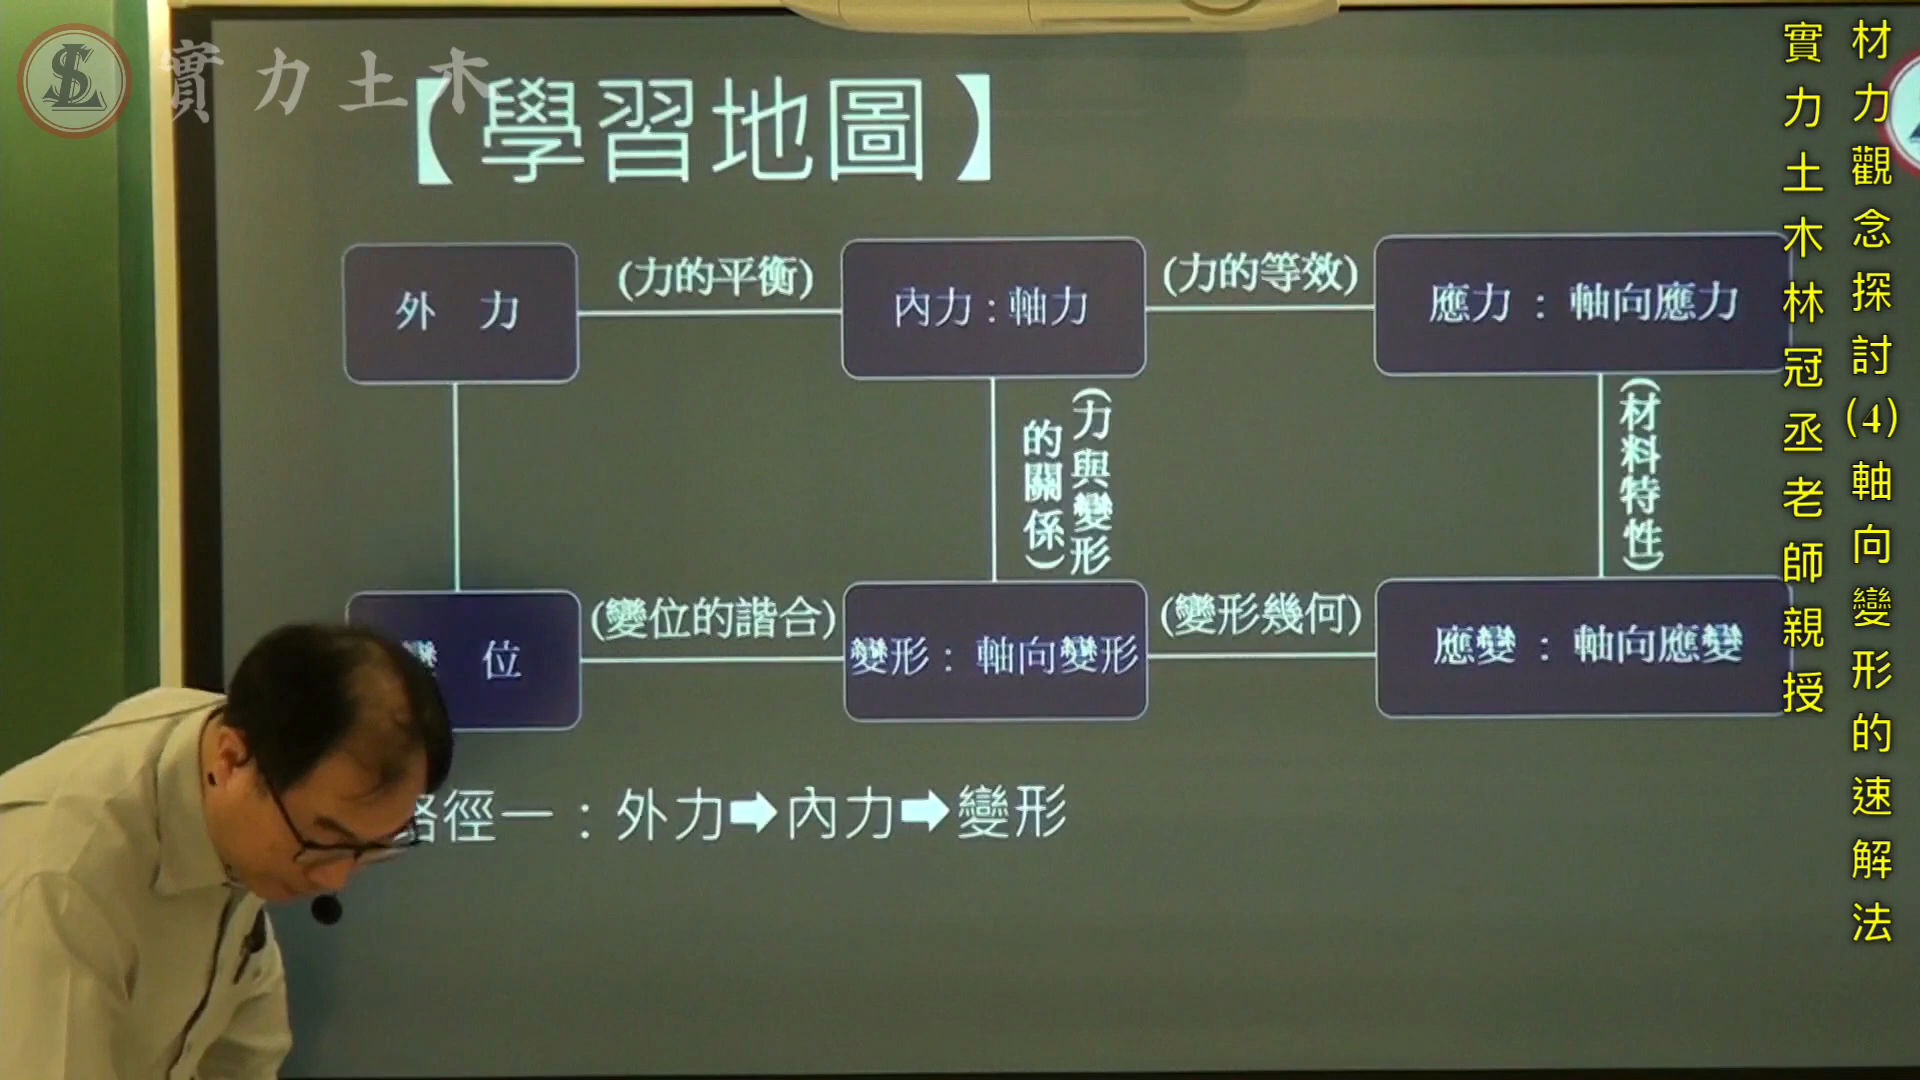 實力土木
【學習地圖】
外 力
(力的平衡)
內力:軸力
(力的等效)
應力：軸向應力
(力與變形
的關係)
(材料特性)
位
(變位的諧合)
變形：軸向變形
(變形幾何)
應變：軸向應變
徑一：外力➡內力➡變形
材力觀念探討(4)軸向變形的速解法
實力土木林冠丞老師親授